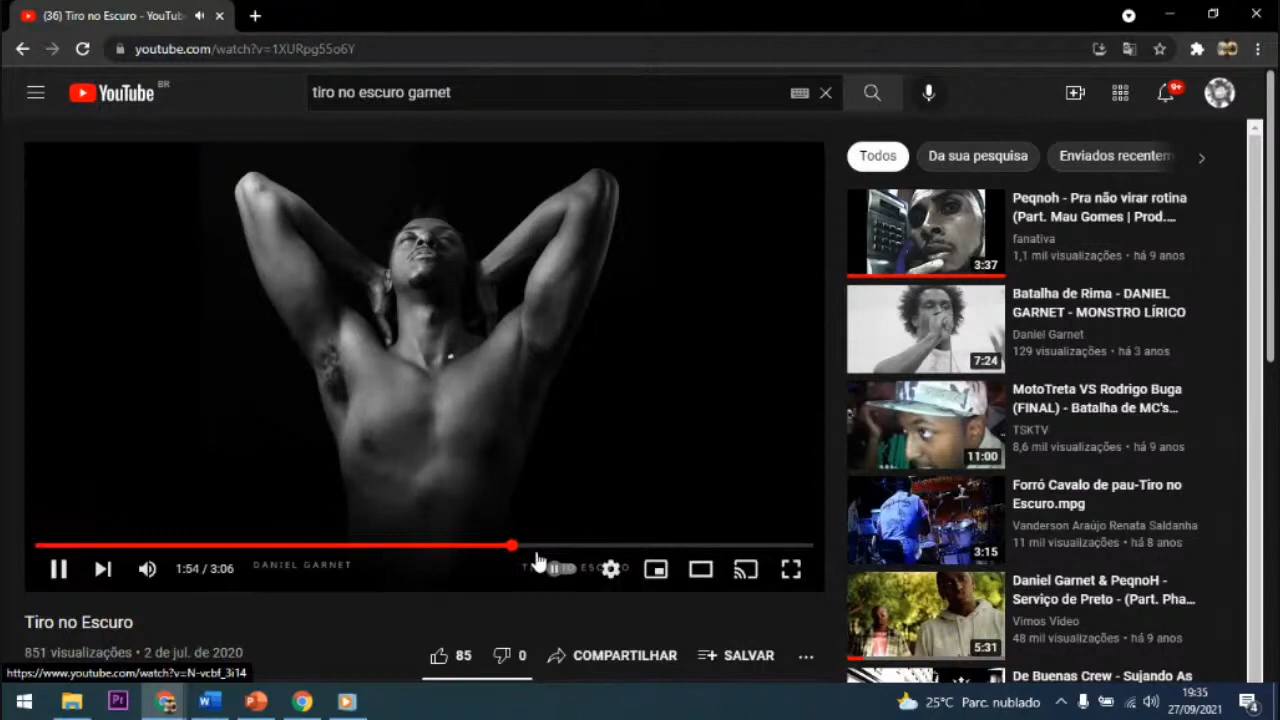 (36) Tiro no Escuro - YouTub
youtube.com/watch?v=1XURpg55o6Y
YouTube BR
tiro no escuro garnet
9+
Todos
Da sua pesquisa
Enviados recentem
Peqnoh - Pra não virar rotina
(Part. Mau Gomes | Prod....
fanativa
1,1 mil visualizações • há 9 anos
3:37
Batalha de Rima - DANIEL
GARNET - MONSTRO LÍRICO
Daniel Garnet
129 visualizações • há 3 anos
7:24
MotoTreta VS Rodrigo Buga
(FINAL) - Batalha de MC's...
TSKTV
8,6 mil visualizações • há 9 anos
11:00
Forró Cavalo de pau-Tiro no
Escuro.mpg
Vanderson Araújo Renata Saldanha
11 mil visualizações • há 8 anos
3:15
Daniel Garnet & PeqnoH -
Serviço de Preto - (Part. Pha...
Vimos Video
48 mil visualizações • há 9 anos
5:31
De Buenas Crew - Sujando As
1:54 / 3:06
DANIEL GARNET
Tiro no Escuro
851 visualizações • 2 de jul. de 2020
85
0
COMPARTILHAR
SALVAR
https://www.youtube.com/watch?v=N-vcbf_3i14
25°C Parc. nublado
19:35
27/09/2021
4